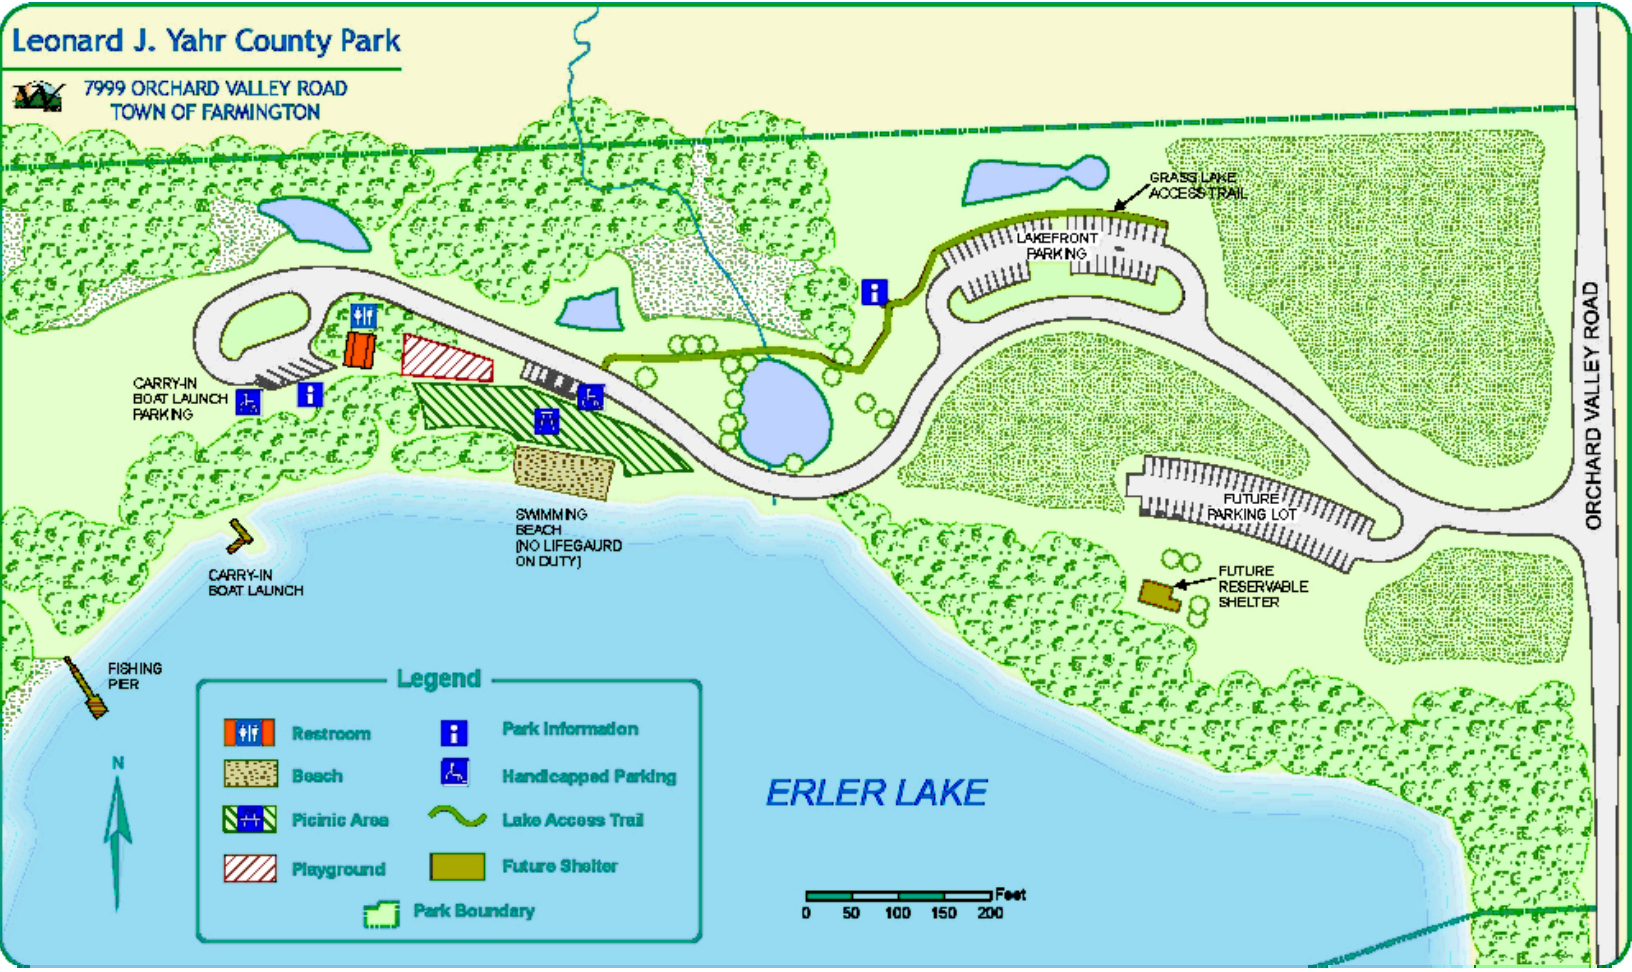 Leonard J. Yahr County Park
7999 ORCHARD VALLEY ROAD
TOWN OF FARMINGTON
GRASS LAKE
ACCESS TRAIL
LAKEFRONT
PARKING
ORCHARD VALLEY ROAD
CARRY-IN
BOAT LAUNCH
PARKING
FUTURE
PARKING LOT
SWIMMING
BEACH
(NO LIFEGAURD
ON DUTY)
CARRY-IN
BOAT LAUNCH
FUTURE
RESERVABLE
SHELTER
FISHING
PIER
N
Legend
Restroom
Beach
Picinic Area
Playground
Park Information
Handicapped Parking
Lake Access Trail
Future Shelter
Park Boundary
ERLER LAKE
Feet
0 50 100 150 200